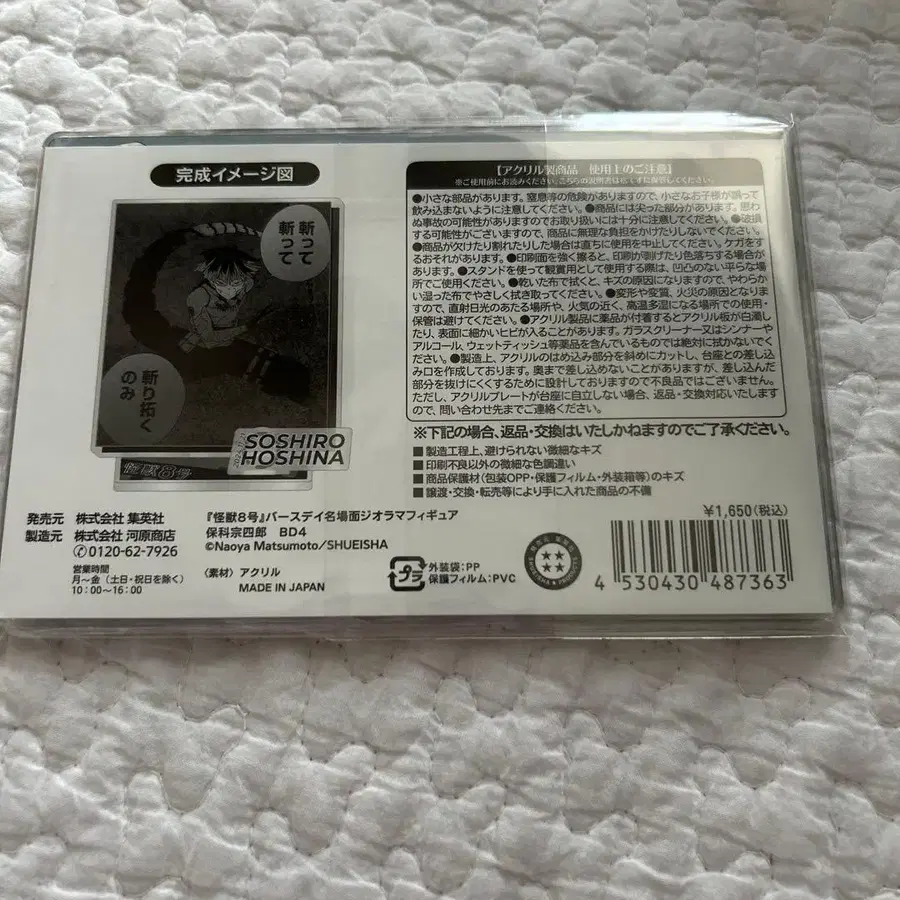 完成イメージ図
斬って
斬って
斬り拓く
のみ
SOSHIRO
HOSHINA
怪獣8号
【アクリル製商品　使用上のご注意】
※ご使用前にお読みください。こちらの説明書は捨てずに保管してください。
●小さな部品があります。窒息等の危険がありますので、小さなお子様が誤って
飲み込まないように注意してください。●商品には尖った部分があります。思わ
ぬ事故の可能性がありますのでお取り扱いには十分に注意してください。●破損
する可能性がございますので、商品に無理な負担をかけたりしないでください。
●商品が欠けたり割れたりした場合は直ちに使用を中止してください。ケガをす
るおそれがあります。●印刷面を強く擦ると、印刷が剥げたり色落ちする場合が
あります。●スタンドを使って観賞用として使用する際は、凹凸のない平らな場
所でご使用ください。●乾いた布で拭くと、キズの原因になりますので、やわらか
い湿った布でやさしく拭き取ってください。●変形や変質、火災の原因となりま
すので、直射日光のあたる場所や、火気の近く、高温多湿になる場所での使用・
保管は避けてください。●アクリル製品に薬品が付着するとアクリル板が白濁し
たり、表面に細かいヒビが入ることがあります。ガラスクリーナー又はシンナーや
アルコール、ウェットティッシュ等薬品を含んでいるものでは絶対に拭かないでく
ださい。●製造上、アクリルのはめ込み部分を斜めにカットし、台座との差し込
み口を作成しております。奥まで差し込めないことがありますが、差し込んだ
部分を抜けにくくするために設計しておりますので不良品ではございません。
ただし、アクリルプレートが台座に自立しない場合、返品・交換対応いたします
ので、問い合わせ先までご連絡ください。
※下記の場合、返品・交換はいたしかねますのでご了承ください。
■製造工程上、避けられない微細なキズ
■印刷不良以外の微細な色調違い
■商品保護材(包装OPP・保護フィルム・外装箱等)のキズ
■譲渡・交換・転売等により手に入れた商品の不備
発売元　株式会社 集英社
製造元　株式会社 河原商店
✆0120-62-7926
営業時間
月～金（土日・祝日を除く）
10：00～16：00
『怪獣8号』バースデイ名場面ジオラマフィギュア
保科宗四郎　BD4
©Naoya Matsumoto/SHUEISHA
〈素材〉アクリル
MADE IN JAPAN
プラ
外装袋：PP
保護フィルム：PVC
¥1,650(税込)
4 530430 487363